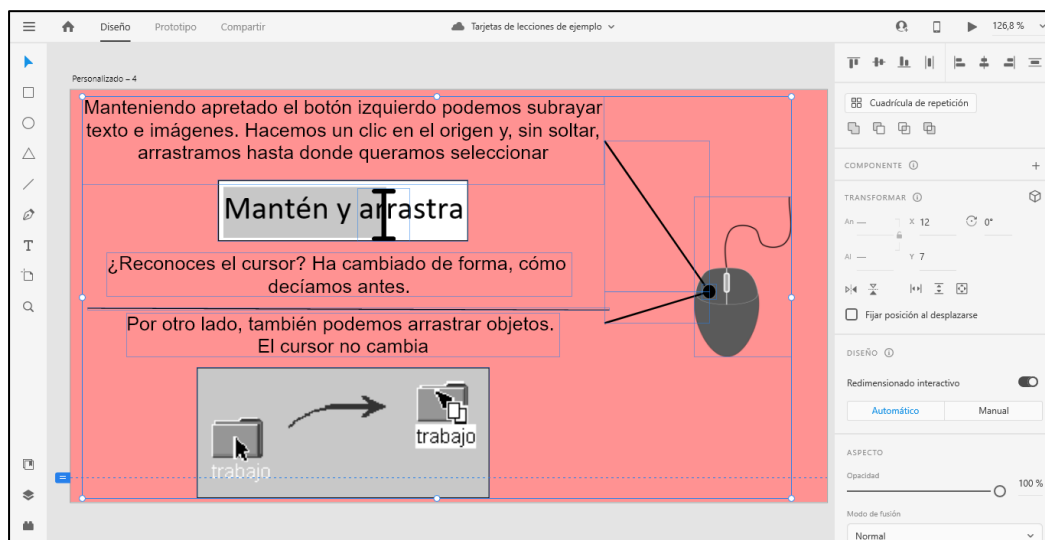 Diseño
Prototipo
Compartir
Tarjetas de lecciones de ejemplo
126,8 %
Personalizado – 4
Manteniendo apretado el botón izquierdo podemos subrayar
texto e imágenes. Hacemos un clic en el origen y, sin soltar,
arrastramos hasta donde queramos seleccionar
Mantén y arrastra
¿Reconoces el cursor? Ha cambiado de forma, cómo
decíamos antes.
Por otro lado, también podemos arrastrar objetos.
El cursor no cambia
trabajo
trabajo
Cuadrícula de repetición
COMPONENTE
TRANSFORMAR
An — X 12 0°
Al — Y 7
Fijar posición al desplazarse
DISEÑO
Redimensionado interactivo
Automático Manual
ASPECTO
Opacidad
100 %
Modo de fusión
Normal